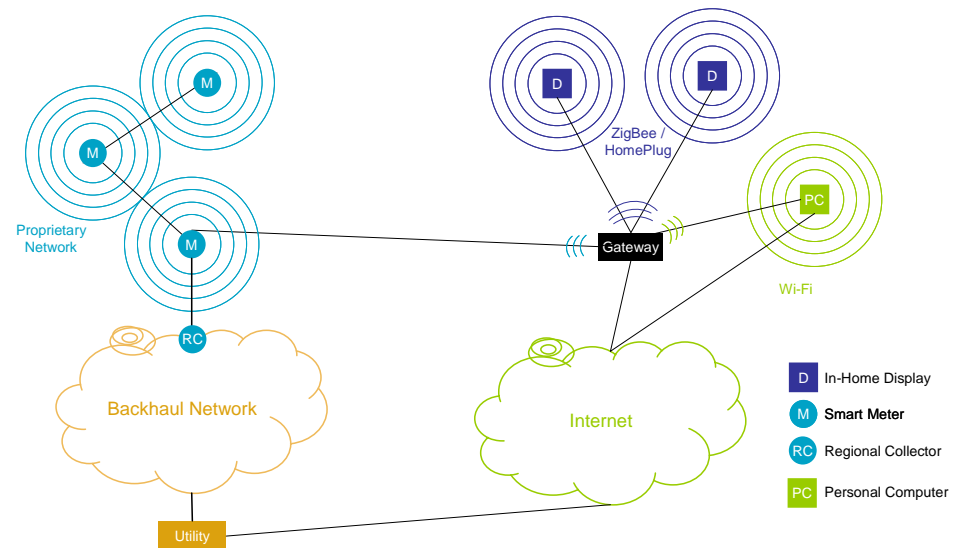 M
D
D
M
ZigBee /
HomePlug
PC
Proprietary
Network
M
Gateway
Wi-Fi
RC
Backhaul Network
Internet
D In-Home Display
M Smart Meter
RC Regional Collector
PC Personal Computer
Utility